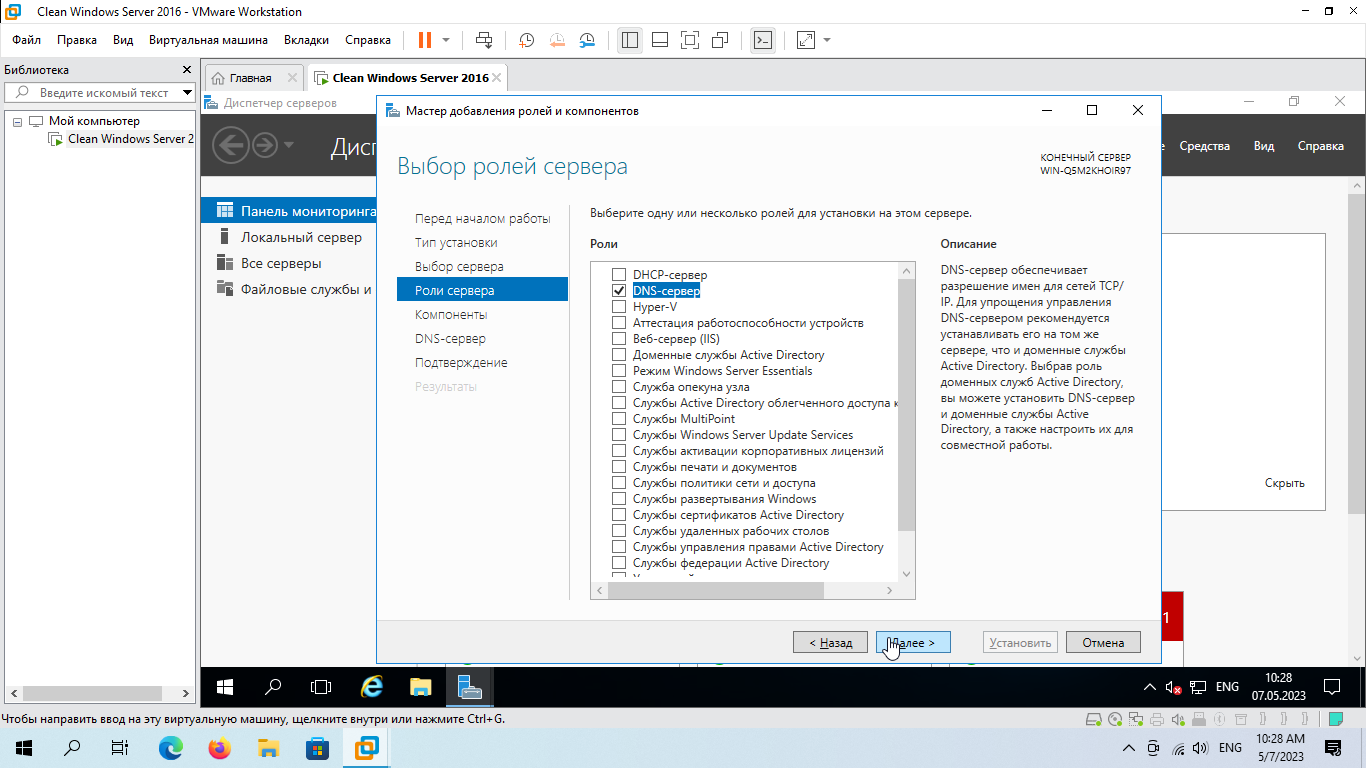 Clean Windows Server 2016 - VMware Workstation
Файл Правка Вид Виртуальная машина Вкладки Справка
Библиотека
Введите искомый текст
Мой компьютер
Clean Windows Server 2
Главная
Clean Windows Server 2016
Диспетчер серверов
Дисп
Средства Вид Справка
Панель мониторинга
Локальный сервер
Все серверы
Файловые службы и
Скрыть
1
Мастер добавления ролей и компонентов
Выбор ролей сервера
КОНЕЧНЫЙ СЕРВЕР
WIN-Q5M2KHOIR97
Перед началом работы
Тип установки
Выбор сервера
Роли сервера
Компоненты
DNS-сервер
Подтверждение
Результаты
Выберите одну или несколько ролей для установки на этом сервере.
Роли
DHCP-сервер
DNS-сервер
Hyper-V
Аттестация работоспособности устройств
Веб-сервер (IIS)
Доменные службы Active Directory
Режим Windows Server Essentials
Служба опекуна узла
Службы Active Directory облегченного доступа к
Службы MultiPoint
Службы Windows Server Update Services
Службы активации корпоративных лицензий
Службы печати и документов
Службы политики сети и доступа
Службы развертывания Windows
Службы сертификатов Active Directory
Службы удаленных рабочих столов
Службы управления правами Active Directory
Службы федерации Active Directory
Описание
DNS-сервер обеспечивает
разрешение имен для сетей TCP/
IP. Для упрощения управления
DNS-сервером рекомендуется
устанавливать его на том же
сервере, что и доменные службы
Active Directory. Выбрав роль
доменных служб Active Directory,
вы можете установить DNS-сервер
и доменные службы Active
Directory, а также настроить их для
совместной работы.
< Назад Далее > Установить Отмена
ENG
10:28
07.05.2023
Чтобы направить ввод на эту виртуальную машину, щелкните внутри или нажмите Ctrl+G.
ENG
10:28 AM
5/7/2023